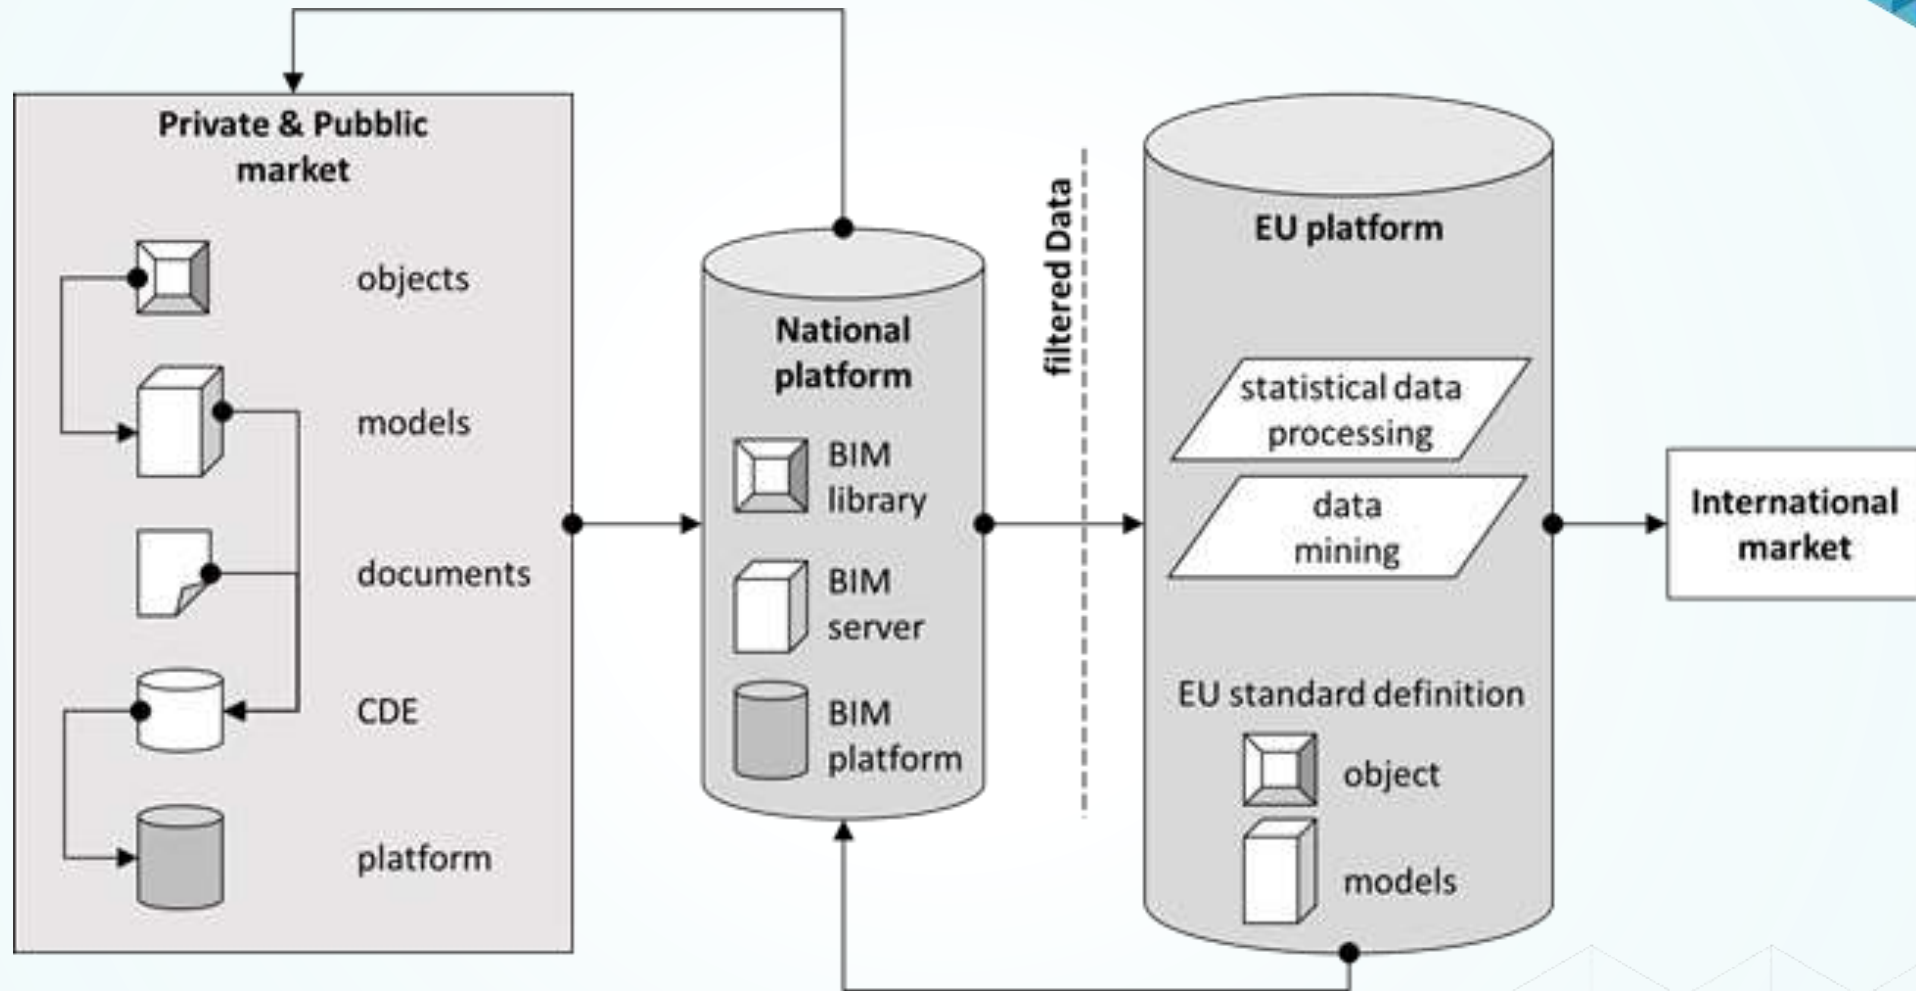 Private & Pubblic
market
objects
models
documents
CDE
platform
National
platform
BIM
library
BIM
server
BIM
platform
filtered Data
EU platform
statistical data
processing
data
mining
EU standard definition
object
models
International
market